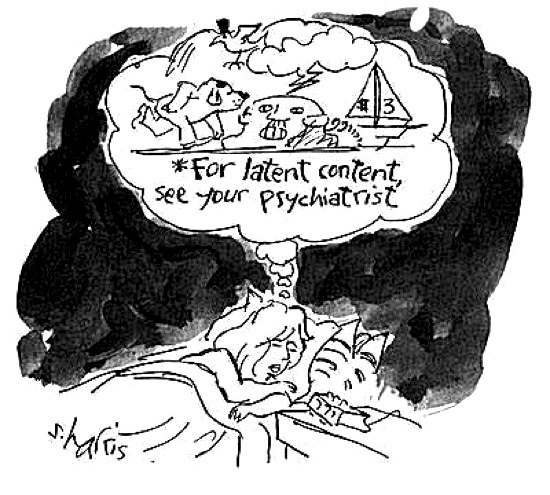 # 3
*For latent content,
see your psychiatrist
s. harris